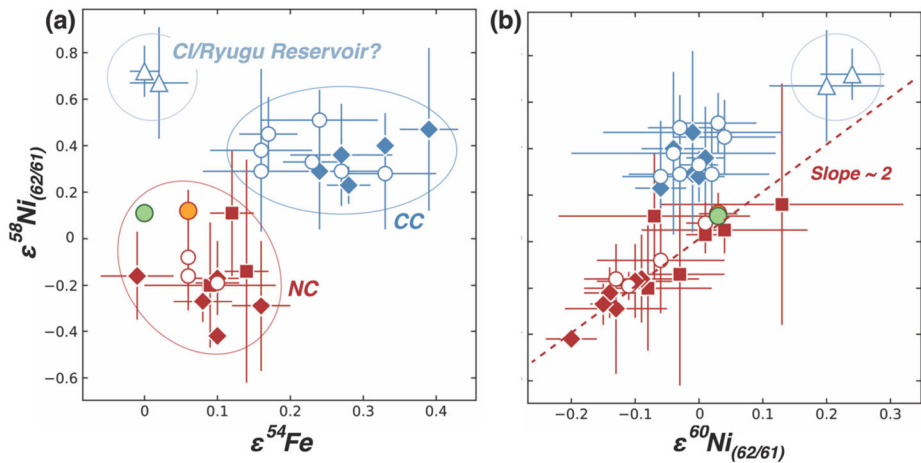 (a)
CI/Ryugu Reservoir?
CC
NC
0.8
0.6
0.4
0.2
0
−0.2
−0.4
−0.6
ε58Ni(62/61)
0
0.1
0.2
0.3
0.4
ε54Fe
(b)
Slope ~ 2
−0.2
−0.1
0
0.1
0.2
0.3
ε60Ni(62/61)